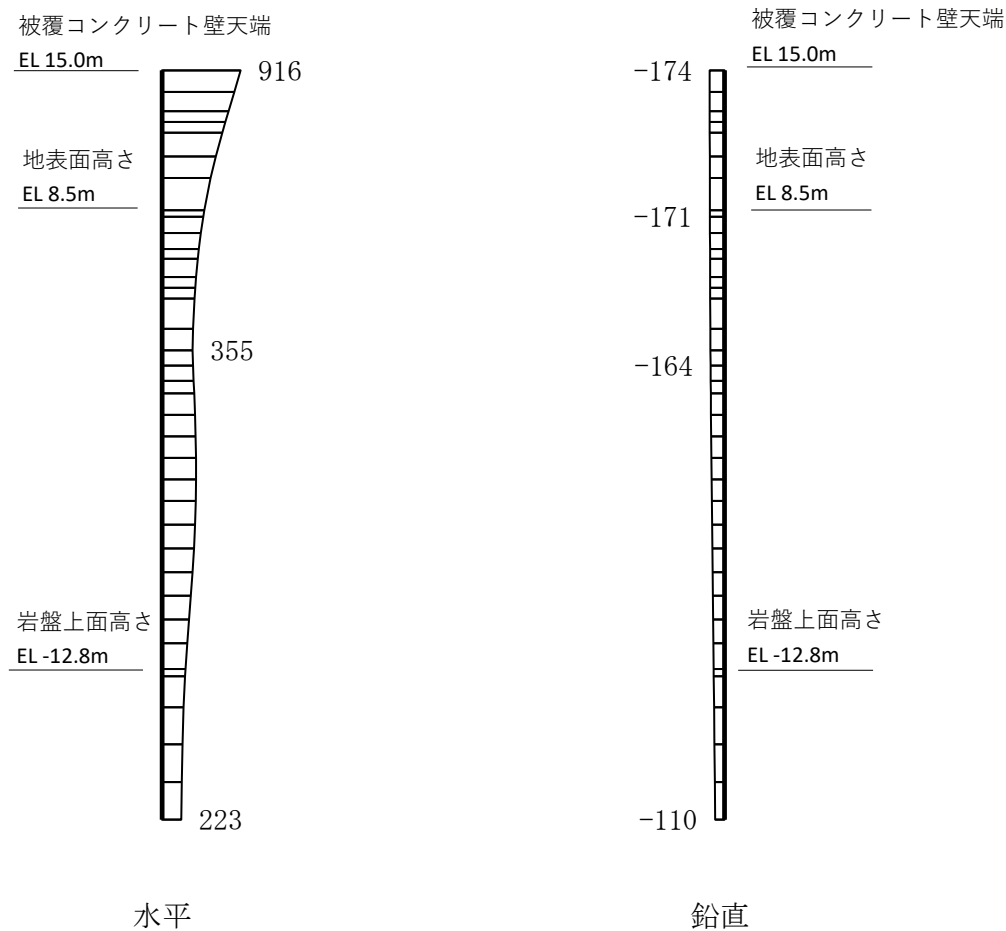 被覆コンクリート壁天端
EL 15.0m
916
地表面高さ
EL 8.5m
355
岩盤上面高さ
EL -12.8m
223
水平
被覆コンクリート壁天端
EL 15.0m
-174
地表面高さ
EL 8.5m
-171
-164
岩盤上面高さ
EL -12.8m
-110
鉛直